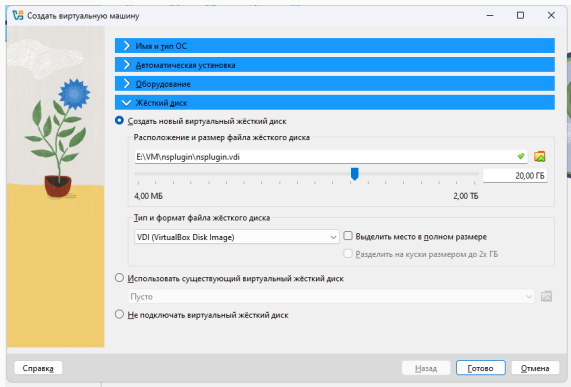 Создать виртуальную машину
Имя и тип ОС
Автоматическая установка
Оборудование
Жёсткий диск
Создать новый виртуальный жёсткий диск
Расположение и размер файла жёсткого диска
E:\VM\nsplugin\nsplugin.vdi
20,00 ГБ
4,00 МБ 2,00 ТБ
Тип и формат файла жёсткого диска
VDI (VirtualBox Disk Image) Выделить место в полном размере
Разделить на куски размером до 2х ГБ
Использовать существующий виртуальный жёсткий диск
Пусто
Не подключать виртуальный жёсткий диск
Справка Назад Готово Отмена